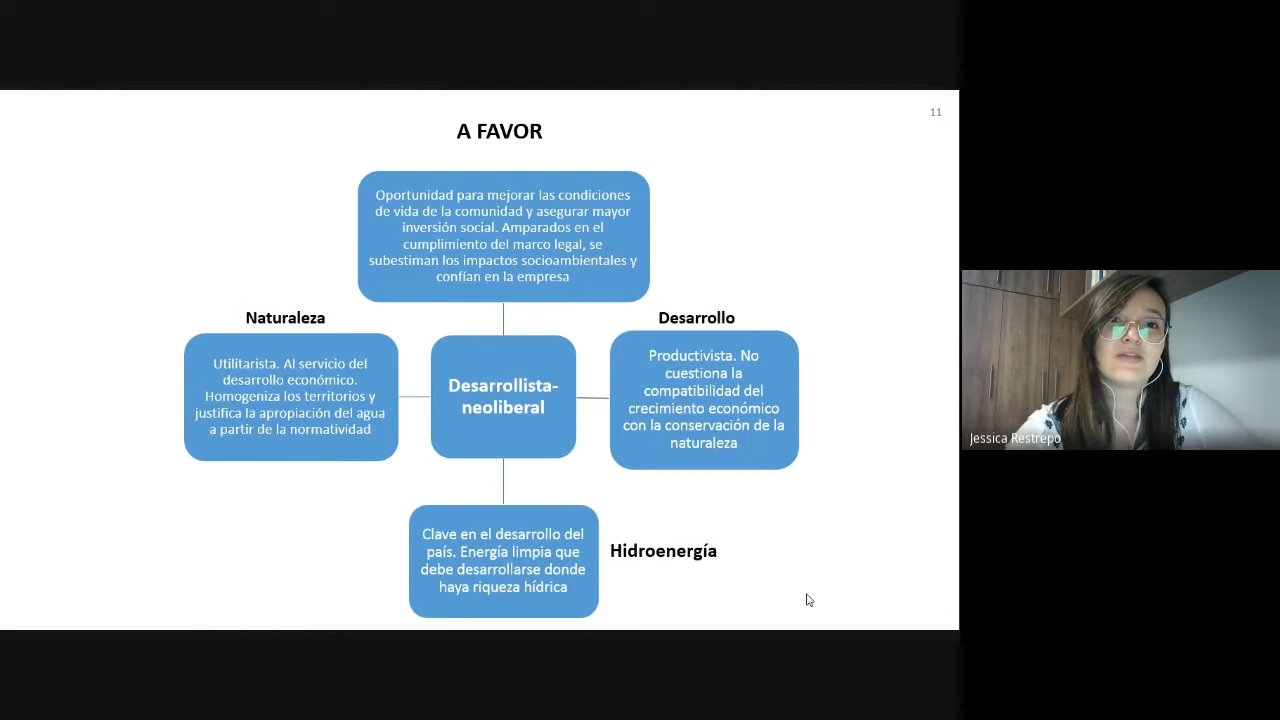 11
A FAVOR
Oportunidad para mejorar las condiciones
de vida de la comunidad y asegurar mayor
inversión social. Amparados en el
cumplimiento del marco legal, se
subestiman los impactos socioambientales y
confían en la empresa
Naturaleza
Utilitarista. Al servicio del
desarrollo económico.
Homogeniza los territorios y
justifica la apropiación del agua
a partir de la normatividad
Desarrollista-
neoliberal
Desarrollo
Productivista. No
cuestiona la
compatibilidad del
crecimiento económico
con la conservación de la
naturaleza
Clave en el desarrollo del
país. Energía limpia que
debe desarrollarse donde
haya riqueza hídrica
Hidroenergía
Jessica Restrepo